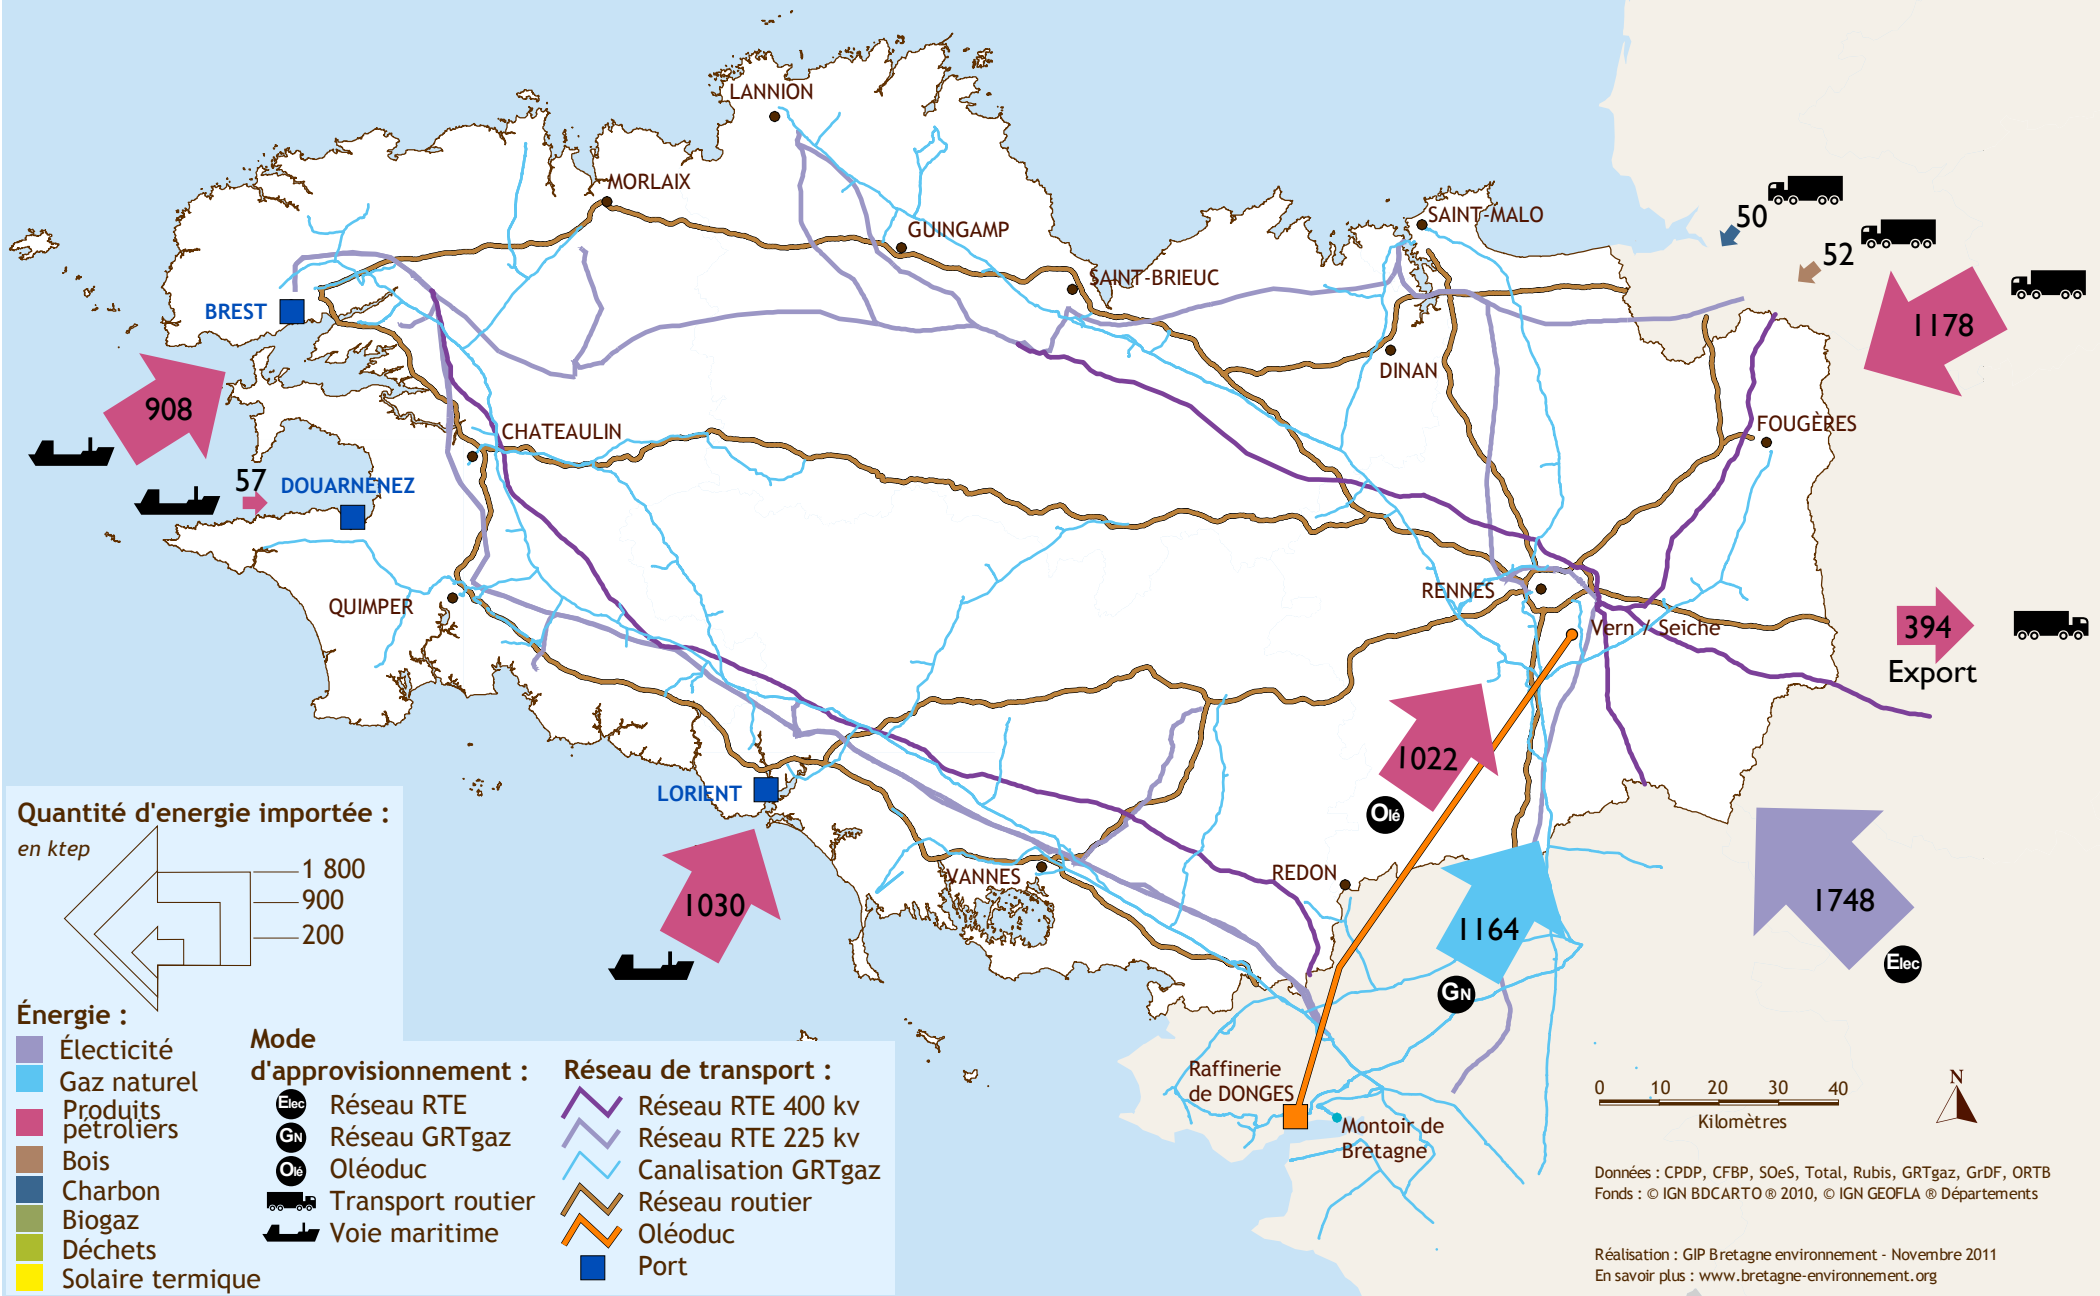 LANNION
MORLAIX
GUINGAMP
SAINT-BRIEUC
SAINT-MALO
50
52
1178
BREST
DINAN
FOUGÈRES
908
CHATEAULIN
57
DOUARNENEZ
QUIMPER
RENNES
Vern / Seiche
394
Export
1022
Olé
LORIENT
1030
VANNES
REDON
1164
GN
1748
Elec
Raffinerie
de DONGES
Montoir de
Bretagne
Quantité d'energie importée :
en ktep
1 800
900
200
Énergie :
Électicité
Gaz naturel
Produits
pétroliers
Bois
Charbon
Biogaz
Déchets
Solaire termique
Mode
d'approvisionnement :
Elec Réseau RTE
GN Réseau GRTgaz
Olé Oléoduc
Transport routier
Voie maritime
Réseau de transport :
Réseau RTE 400 kv
Réseau RTE 225 kv
Canalisation GRTgaz
Réseau routier
Oléoduc
Port
0 10 20 30 40
Kilomètres
N
Données : CPDP, CFBP, SOeS, Total, Rubis, GRTgaz, GrDF, ORTB
Fonds : © IGN BDCARTO ® 2010, © IGN GEOFLA ® Départements
Réalisation : GIP Bretagne environnement - Novembre 2011
En savoir plus : www.bretagne-environnement.org